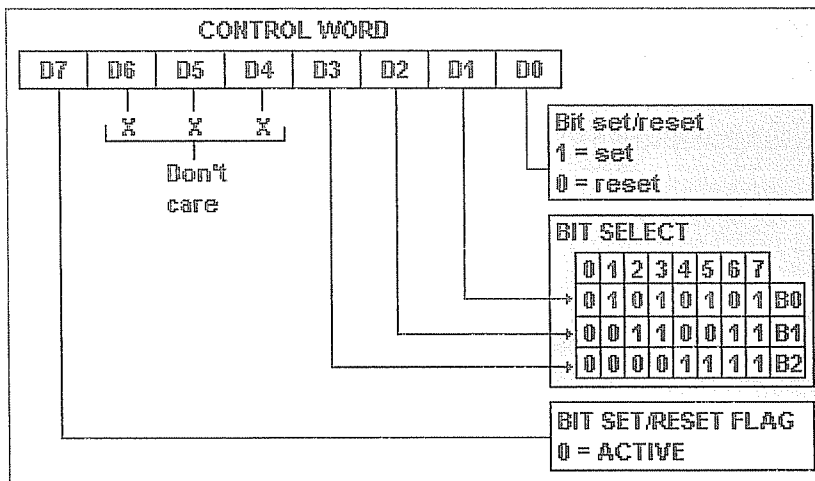 CONTROL WORD
D7 D6 D5 D4 D3 D2 D1 D0
X X X
Don't
care
Bit set/reset
1 = set
0 = reset
BIT SELECT
0 1 2 3 4 5 6 7
0 1 0 1 0 1 0 1 B0
0 0 1 1 0 0 1 1 B1
0 0 0 0 1 1 1 1 B2
BIT SET/RESET FLAG
0 = ACTIVE